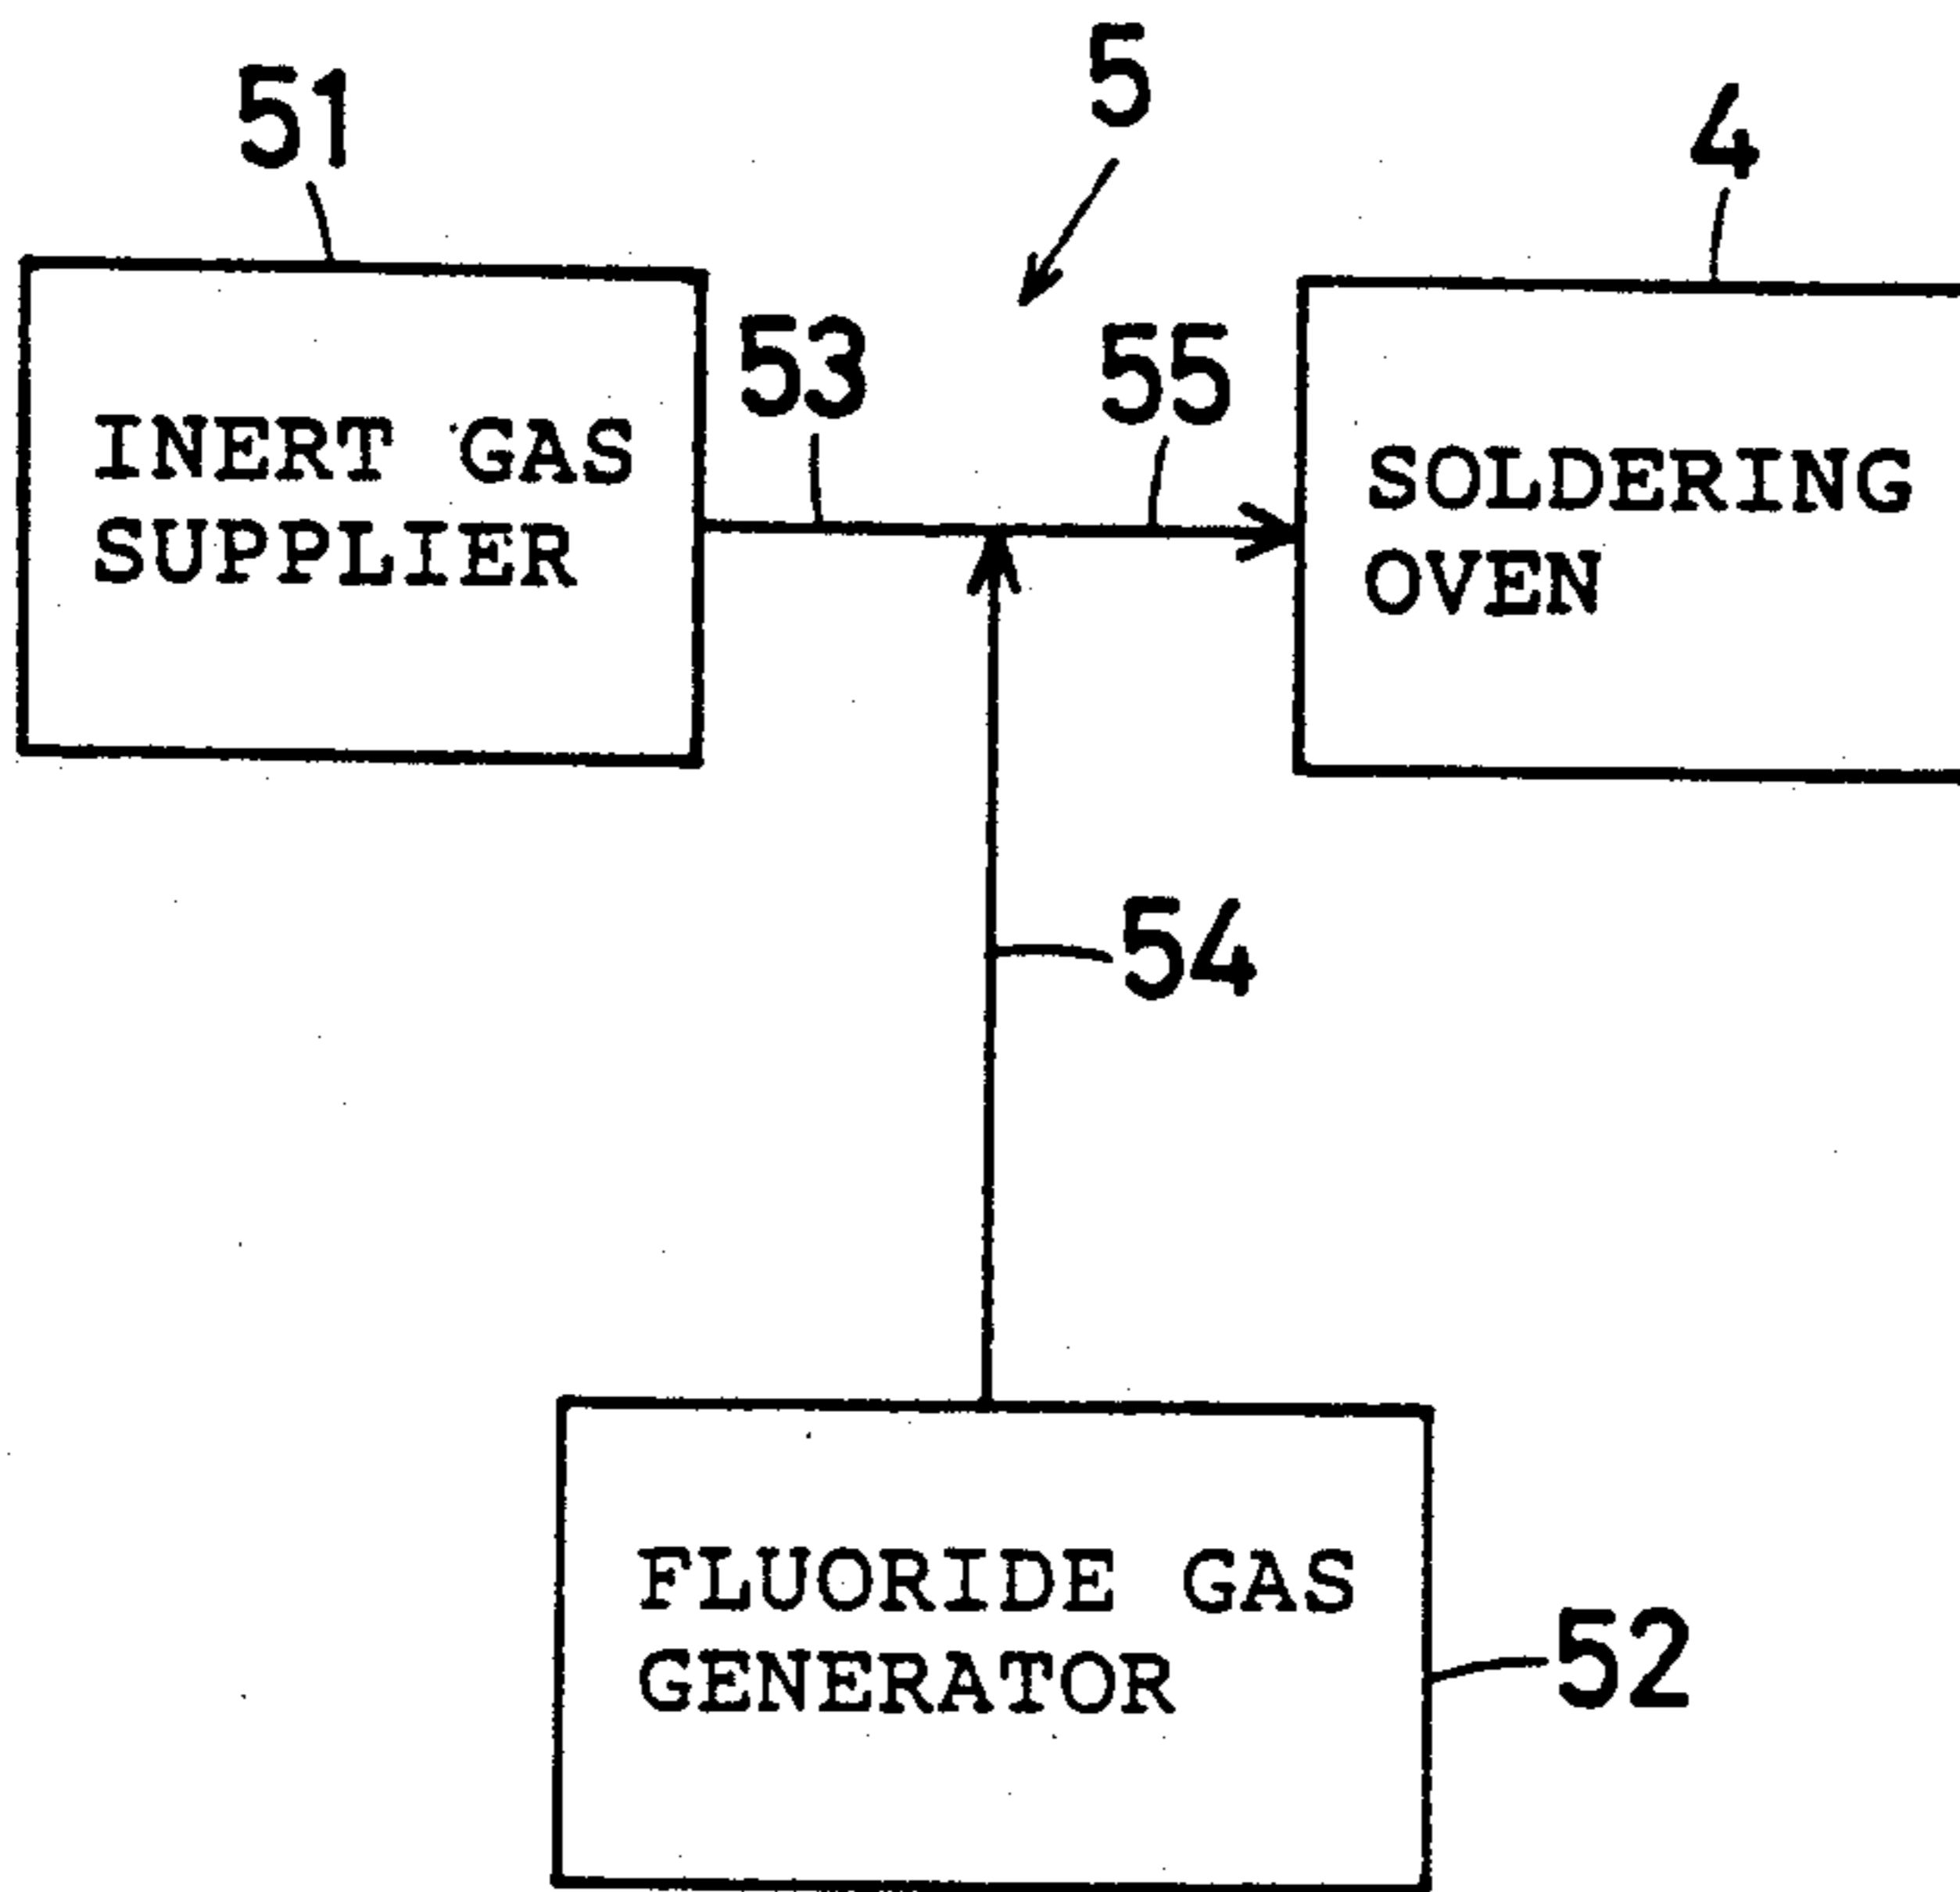 5
51
4
53
55
INERT GAS
SUPPLIER
SOLDERING
OVEN
54
FLUORIDE GAS
GENERATOR
52